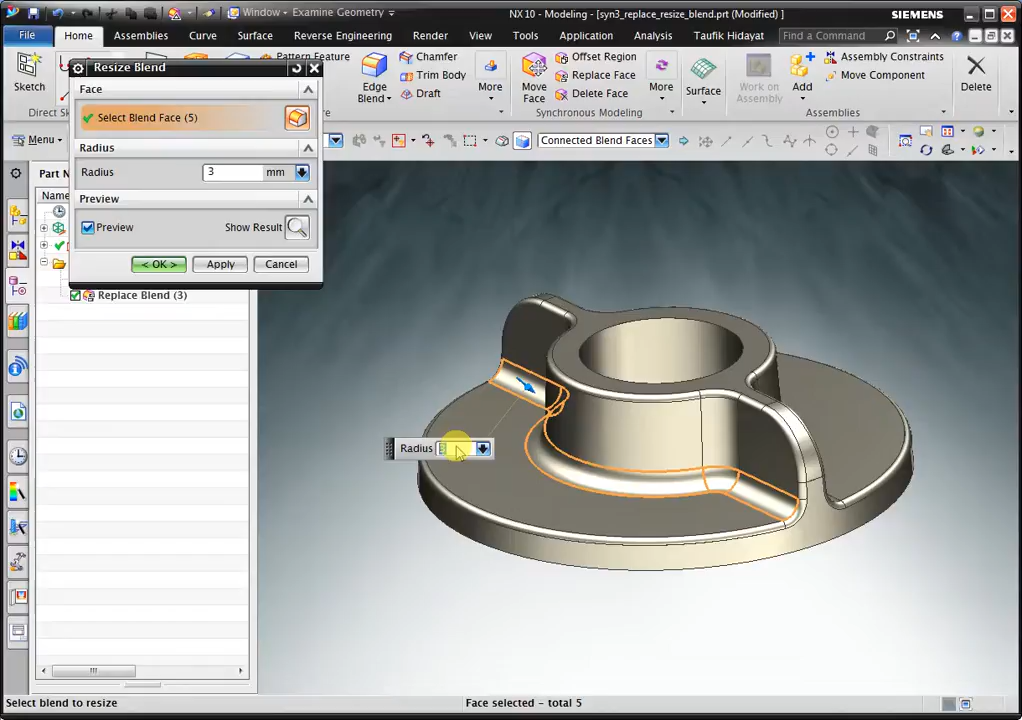 Window
Examine Geometry
NX 10 - Modeling - [syn3_replace_resize_blend.prt (Modified) ]
SIEMENS
File
Home
Assemblies
Curve
Surface
Reverse Engineering
Render
View
Tools
Application
Analysis
Taufik Hidayat
Find a Command
Sketch
Pattern Feature
Edge
Blend
Chamfer
Trim Body
Draft
More
Move
Face
Offset Region
Replace Face
Delete Face
More
Surface
Work on
Assembly
Add
Assembly Constraints
Move Component
Delete
Direct Sk
Synchronous Modeling
Assemblies
Menu
Connected Blend Faces
Resize Blend
Face
Select Blend Face (5)
Radius
Radius
3
mm
Preview
Preview
Show Result
< OK >
Apply
Cancel
Part N
Name
Replace Blend (3)
Radius
Select blend to resize
Face selected - total 5